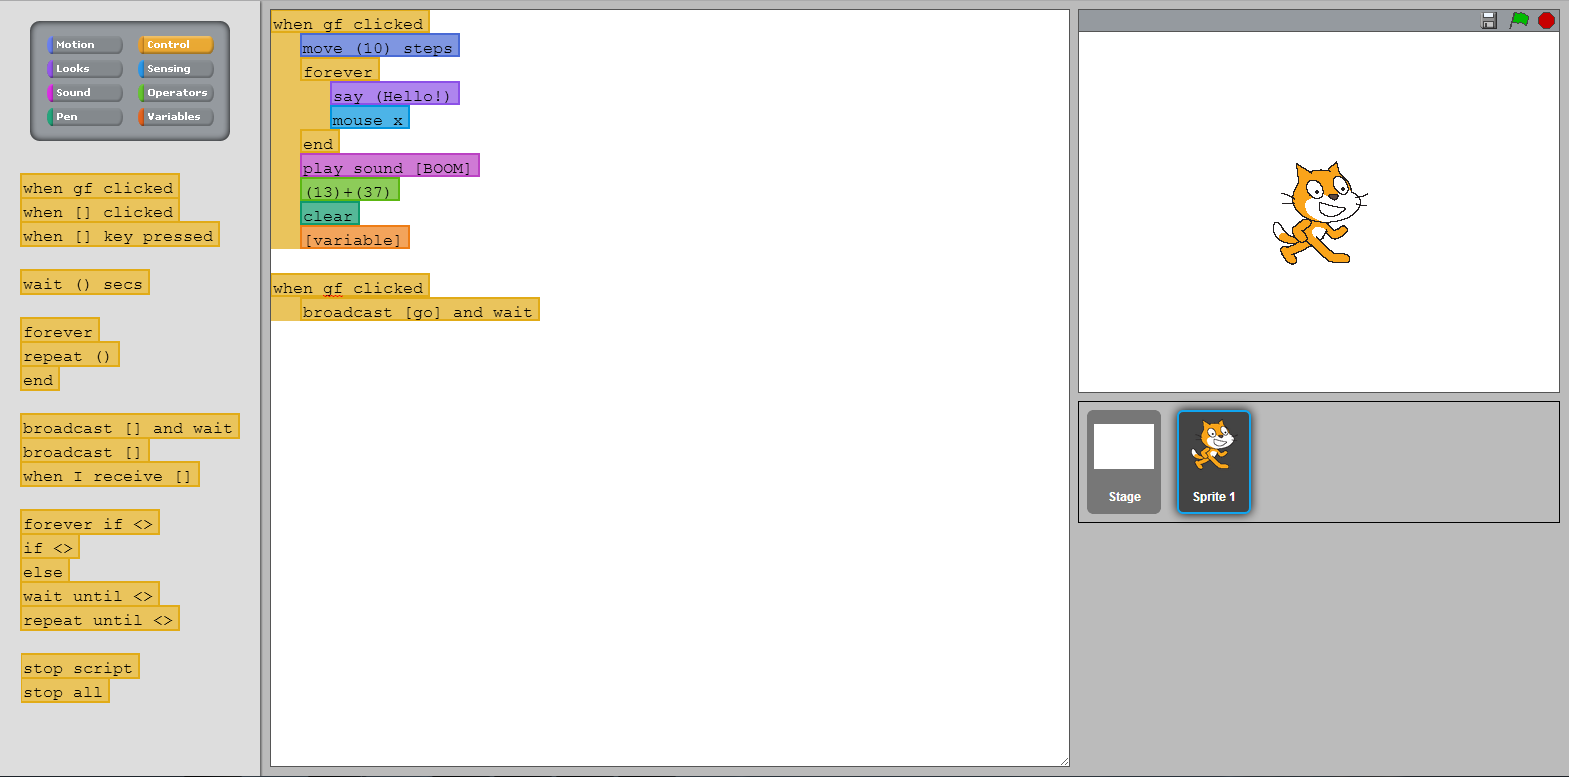 Motion
Control
Looks
Sensing
Sound
Operators
Pen
Variables
when gf clicked
when [] clicked
when [] key pressed
wait () secs
forever
repeat ()
end
broadcast [] and wait
broadcast []
when I receive []
forever if <>
if <>
else
wait until <>
repeat until <>
stop script
stop all
when gf clicked
move (10) steps
forever
say (Hello!)
mouse x
end
play sound [BOOM]
(13)+(37)
clear
[variable]
when gf clicked
broadcast [go] and wait
Stage
Sprite 1